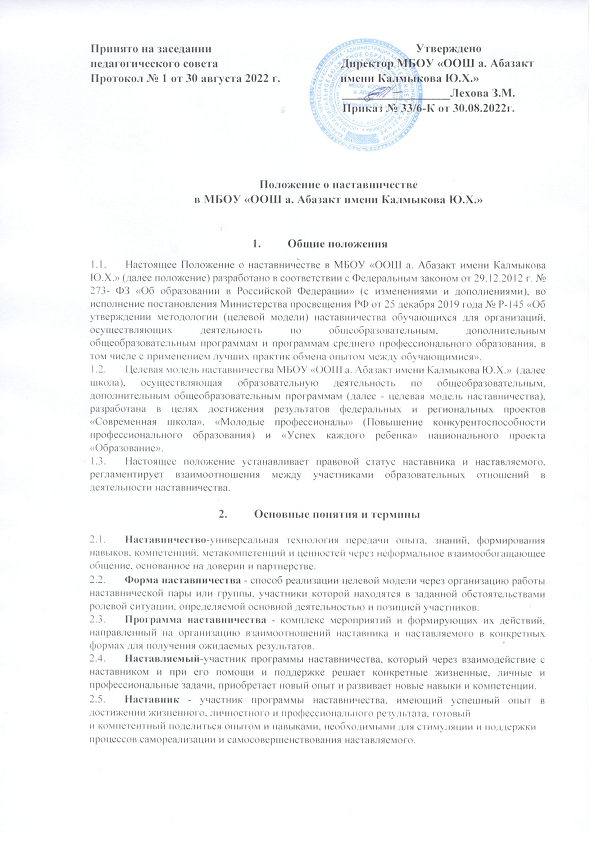 Принято на заседании
педагогического совета
Протокол № 1 от 30 августа 2022 г.
Утверждено
Директор МБОУ «ООШ а. Абазакт
имени Калмыкова Ю.Х.»
__________________Лехова З.М.
Приказ № 33/6-К от 30.08.2022г.
Положение о наставничестве
в МБОУ «ООШ а. Абазакт имени Калмыкова Ю.Х.»
1. Общие положения
1.1. Настоящее Положение о наставничестве в МБОУ «ООШ а. Абазакт имени Калмыкова
Ю.Х.» (далее положение) разработано в соответствии с Федеральным законом от 29.12.2012 г. №
273- ФЗ «Об образовании в Российской Федерации» (с изменениями и дополнениями), во
исполнение постановления Министерства просвещения РФ от 25 декабря 2019 года № Р-145 «Об
утверждении методологии (целевой модели) наставничества обучающихся для организаций,
осуществляющих деятельность по общеобразовательным, дополнительным
общеобразовательным программам и программам среднего профессионального образования, в
том числе с применением лучших практик обмена опытом между обучающимися».
1.2. Целевая модель наставничества МБОУ «ООШ а. Абазакт имени Калмыкова Ю.Х.» (далее
школа), осуществляющая образовательную деятельность по общеобразовательным,
дополнительным общеобразовательным программам (далее - целевая модель наставничества),
разработана в целях достижения результатов федеральных и региональных проектов
«Современная школа», «Молодые профессионалы» (Повышение конкурентоспособности
профессионального образования) и «Успех каждого ребенка» национального проекта
«Образование».
1.3. Настоящее положение устанавливает правовой статус наставника и наставляемого,
регламентирует взаимоотношения между участниками образовательных отношений в
деятельности наставничества.
2. Основные понятия и термины
2.1. Наставничество-универсальная технология передачи опыта, знаний, формирования
навыков, компетенций, метакомпетенций и ценностей через неформальное взаимообогащающее
общение, основанное на доверии и партнерстве.
2.2. Форма наставничества - способ реализации целевой модели через организацию работы
наставнической пары или группы, участники которой находятся в заданной обстоятельствами
ролевой ситуации, определяемой основной деятельностью и позицией участников.
2.3. Программа наставничества - комплекс мероприятий и формирующих их действий,
направленный на организацию взаимоотношений наставника и наставляемого в конкретных
формах для получения ожидаемых результатов.
2.4. Наставляемый-участник программы наставничества, который через взаимодействие с
наставником и при его помощи и поддержке решает конкретные жизненные, личные и
профессиональные задачи, приобретает новый опыт и развивает новые навыки и компетенции.
2.5. Наставник - участник программы наставничества, имеющий успешный опыт в
достижении жизненного, личностного и профессионального результата, готовый
и компетентный поделиться опытом и навыками, необходимыми для стимуляции и поддержки
процессов самореализации и самосовершенствования наставляемого.